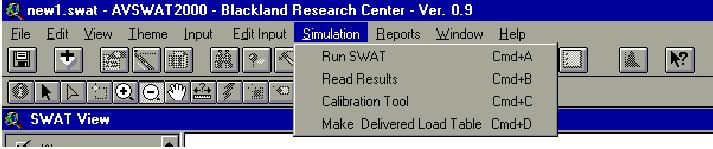 new1.swat - AVSWAT2000 - Blackland Research Center - Ver. 0.9
File Edit View Theme Input Edit Input Simulation Reports Window Help
Run SWAT Cmd+A
Read Results Cmd+B
Calibration Tool Cmd+C
Make Delivered Load Table Cmd+D
SWAT View